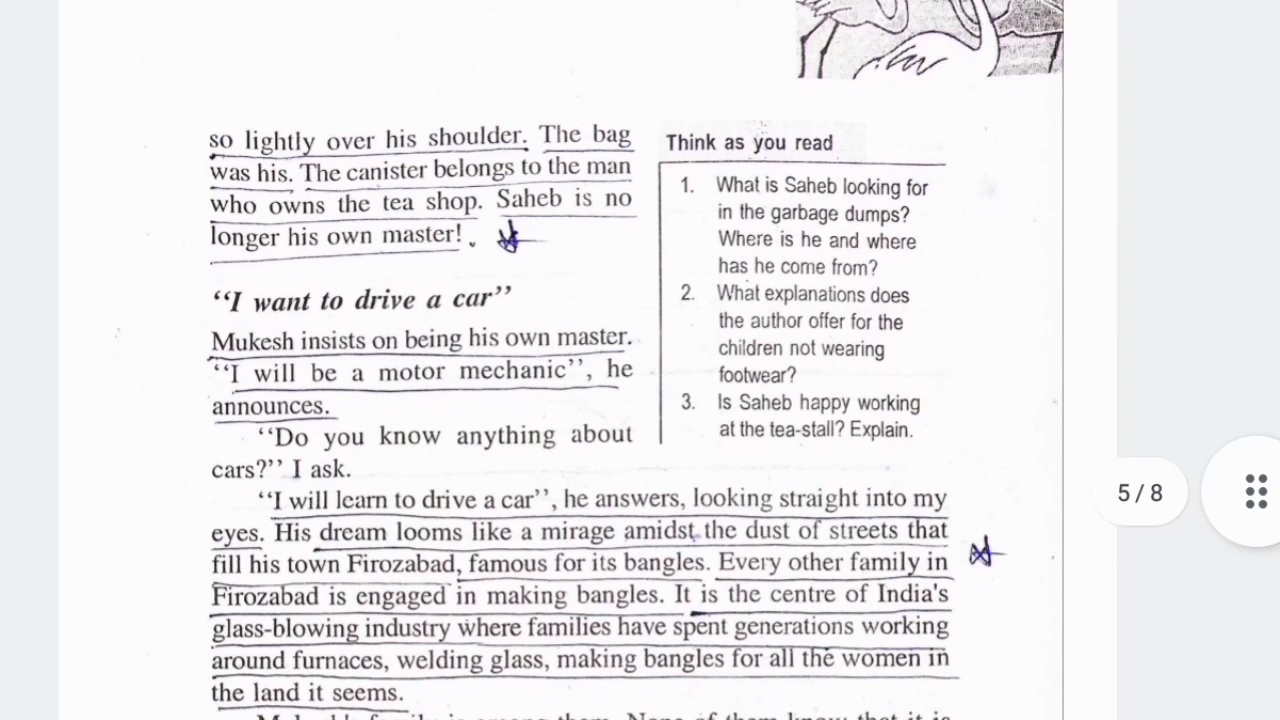 so lightly over his shoulder. The bag
was his. The canister belongs to the man
who owns the tea shop. Saheb is no
longer his own master!
"I want to drive a car"
Mukesh insists on being his own master.
"I will be a motor mechanic", he
announces.
"Do you know anything about
cars?" I ask.
Think as you read
1. What is Saheb looking for
in the garbage dumps?
Where is he and where
has he come from?
2. What explanations does
the author offer for the
children not wearing
footwear?
3. Is Saheb happy working
at the tea-stall? Explain.
"I will learn to drive a car", he answers, looking straight into my
eyes. His dream looms like a mirage amidst the dust of streets that
fill his town Firozabad, famous for its bangles. Every other family in
Firozabad is engaged in making bangles. It is the centre of India's
glass-blowing industry where families have spent generations working
around furnaces, welding glass, making bangles for all the women in
the land it seems.
5 / 8